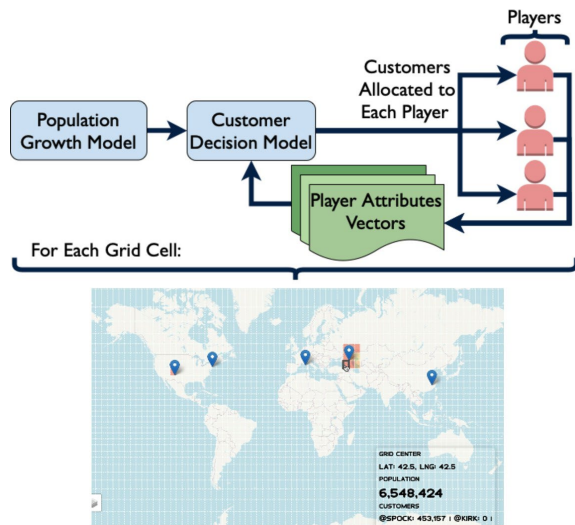 Players
Customers
Allocated to
Each Player
Population
Growth Model
Customer
Decision Model
Player Attributes
Vectors
For Each Grid Cell:
GRID CENTER
LAT: 42.5, LNG: 42.5
POPULATION
6,548,424
CUSTOMERS
@SPOCK: 453,157 | @KIRK: 0 |